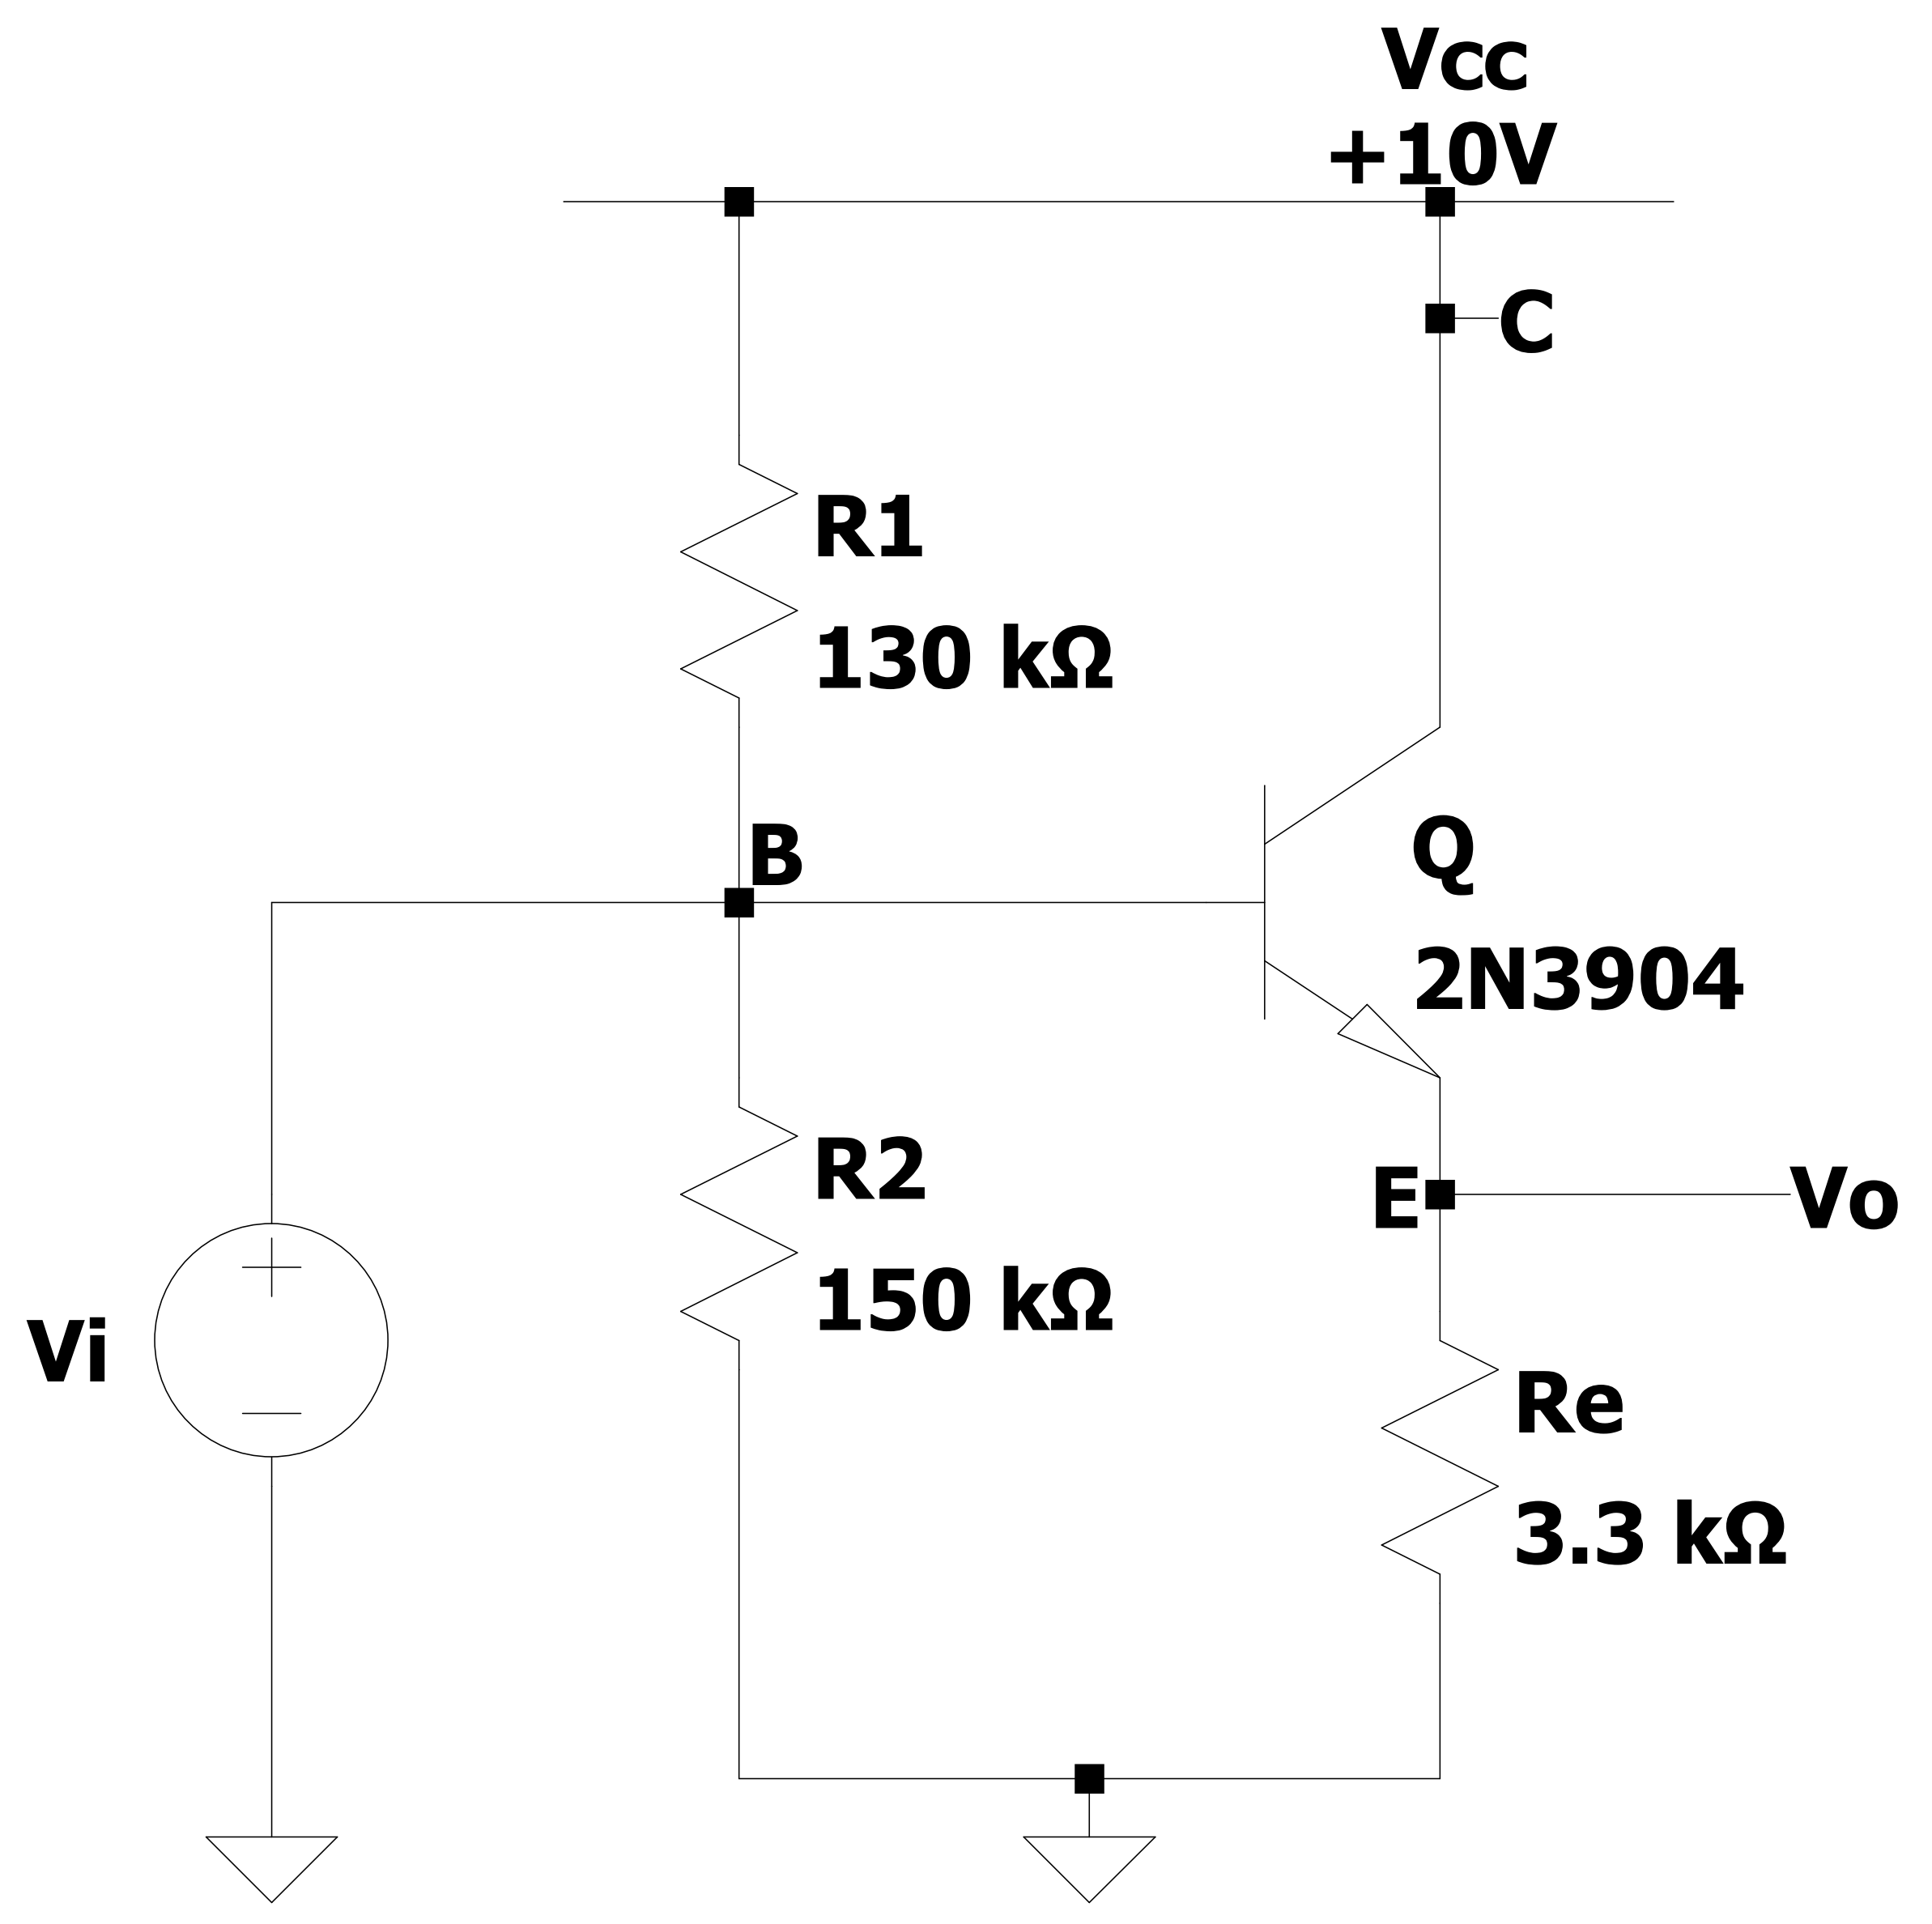 Vcc
+10V
C
R1
130 kΩ
B
Q
2N3904
R2
150 kΩ
E
Vo
Vi
Re
3.3 kΩ